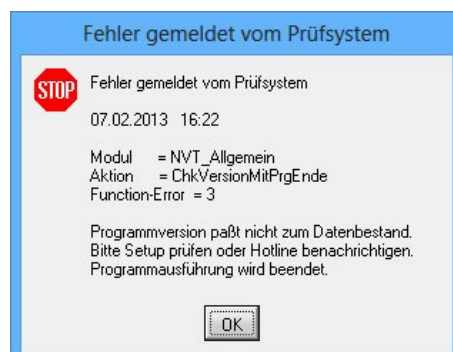 Fehler gemeldet vom Prüfsystem
STOP
Fehler gemeldet vom Prüfsystem
07.02.2013 16:22
Modul = NVT_Allgemein
Aktion = ChkVersionMitPrgEnde
Function-Error = 3
Programmversion paßt nicht zum Datenbestand.
Bitte Setup prüfen oder Hotline benachrichtigen.
Programmausführung wird beendet.
OK